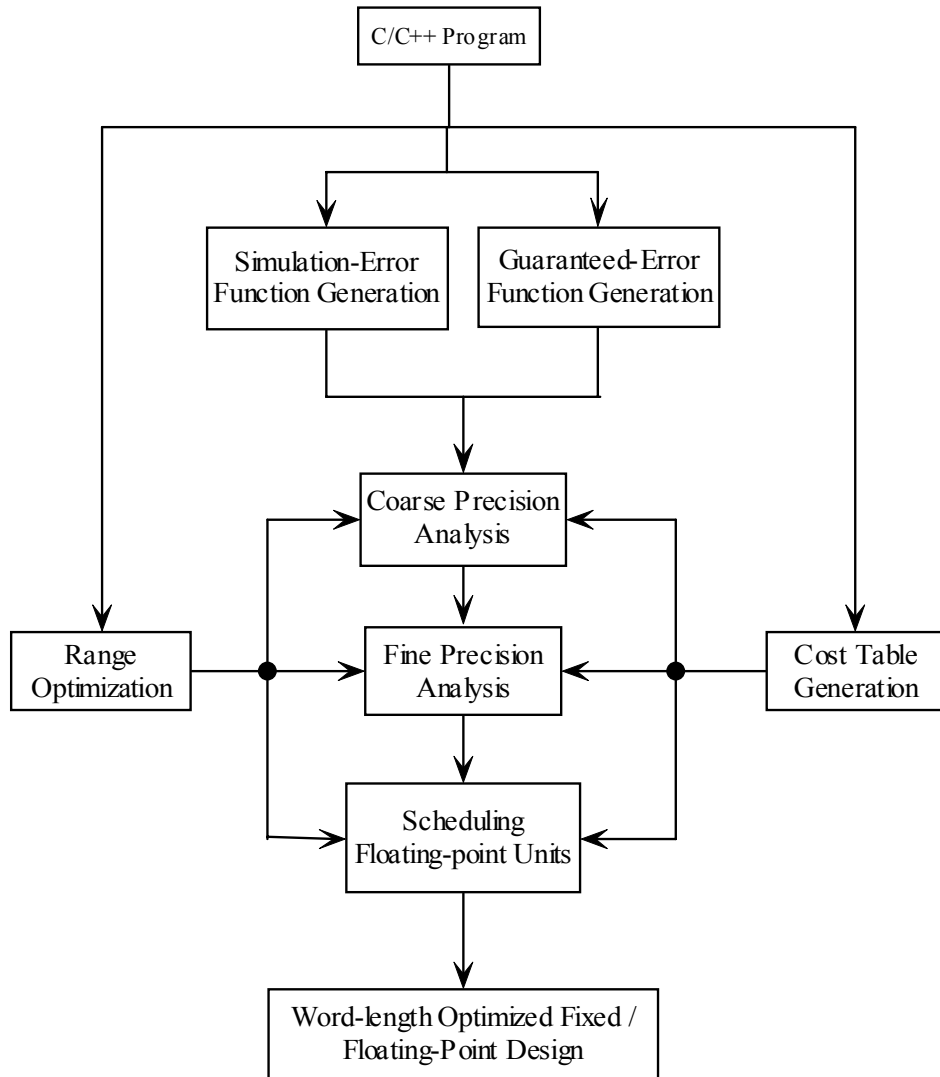 C/C++ Program
Simulation-Error
Function Generation
Guaranteed-Error
Function Generation
Coarse Precision
Analysis
Range
Optimization
Fine Precision
Analysis
Cost Table
Generation
Scheduling
Floating-point Units
Word-length Optimized Fixed /
Floating-Point Design